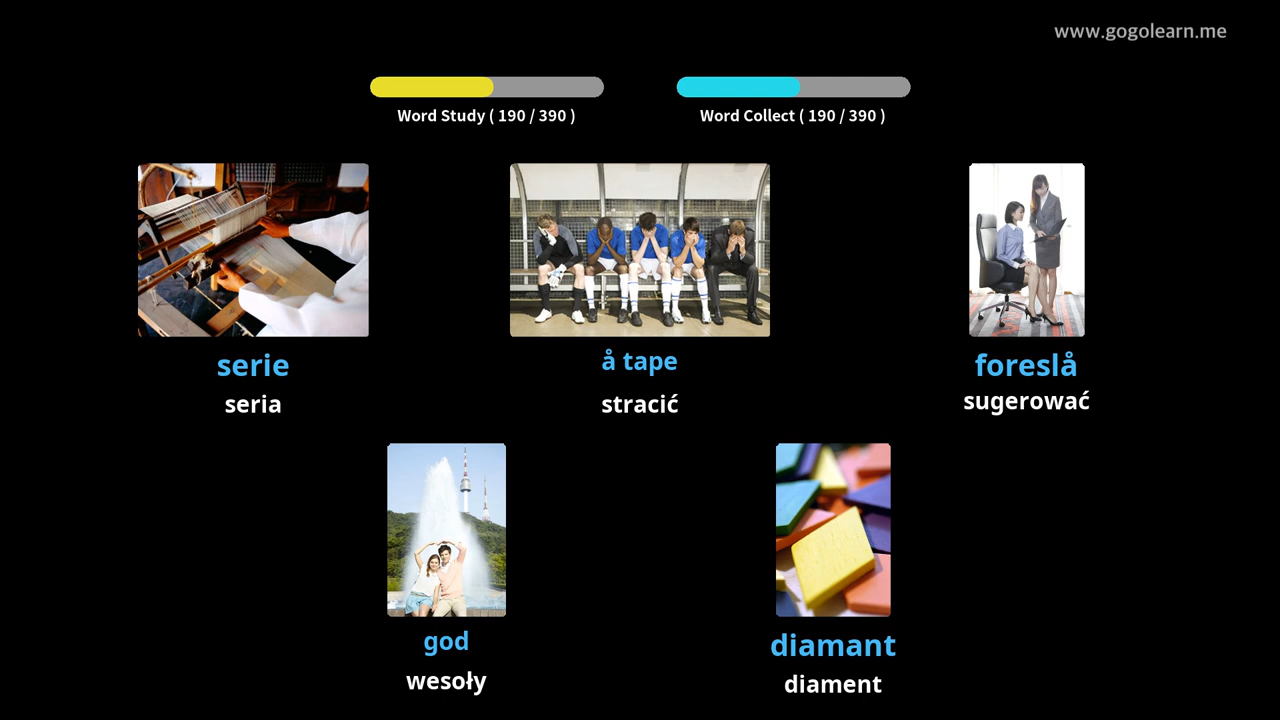 www.gogolearn.me
Word Study ( 190 / 390 )
Word Collect ( 190 / 390 )
serie
seria
å tape
stracić
foreslå
sugerować
god
wesoły
diamant
diament